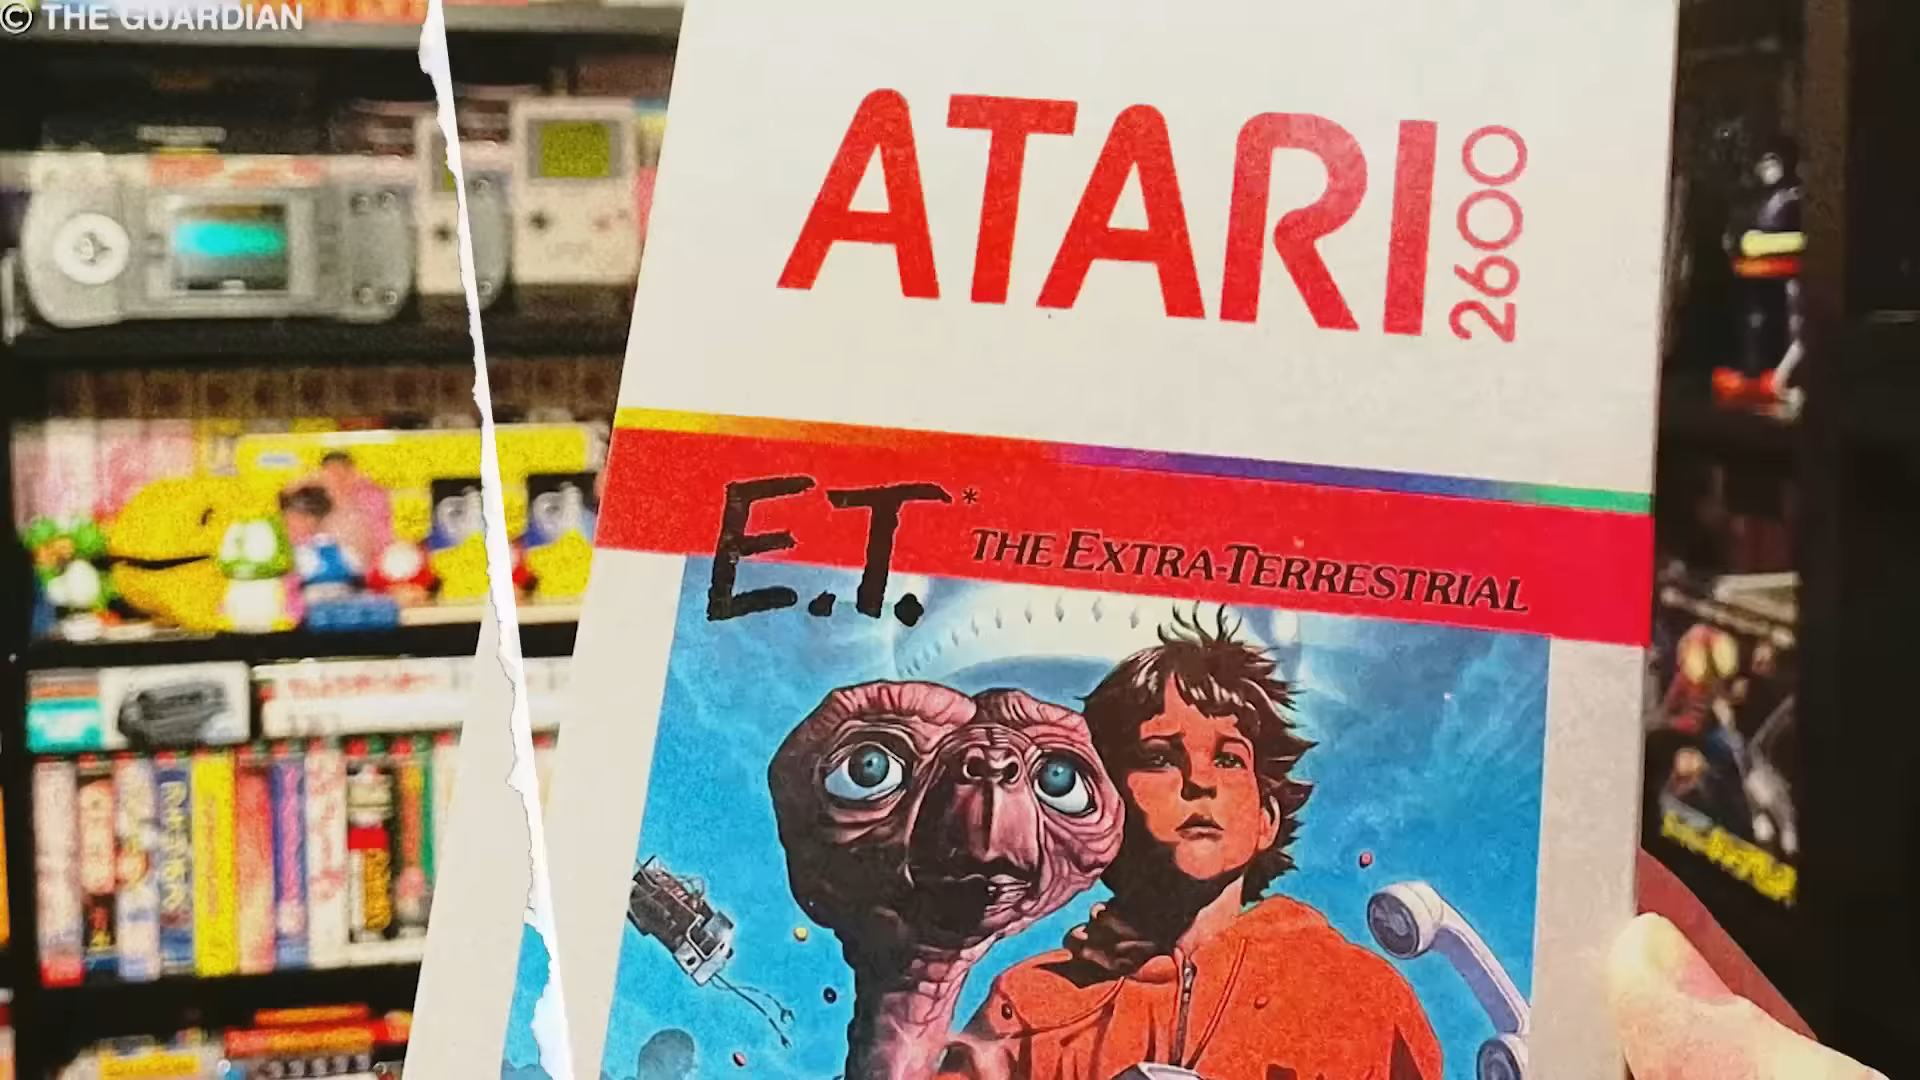 © THE GUARDIAN
ATARI 2600
E.T.* THE EXTRA-TERRESTRIAL